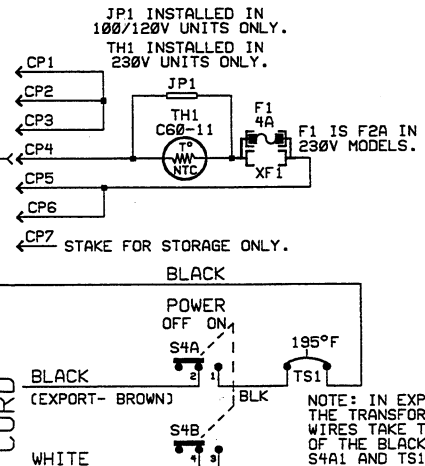 JP1 INSTALLED IN
100/120V UNITS ONLY.
TH1 INSTALLED IN
230V UNITS ONLY.
CP1
JP1
CP2
TH1
C60-11
F1
4A
CP3
F1 IS F2A IN
230V MODELS.
CP4
T°
NTC
XF1
CP5
CP6
CP7 STAKE FOR STORAGE ONLY.
BLACK
POWER
OFF ON
S4A
195°F
2 1
TS1
BLACK
(EXPORT- BROWN)
BLK
CORD
NOTE: IN EXP
THE TRANSFOR
WIRES TAKE T
OF THE BLACK
S4A1 AND TS1
S4B
4 3
WHITE